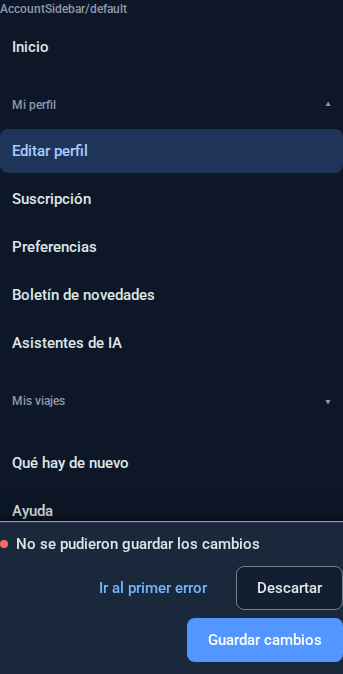 AccountSidebar/default
Inicio
Mi perfil
Editar perfil
Suscripción
Preferencias
Boletín de novedades
Asistentes de IA
Mis viajes
Qué hay de nuevo
Ayuda
No se pudieron guardar los cambios
Ir al primer error
Descartar
Guardar cambios